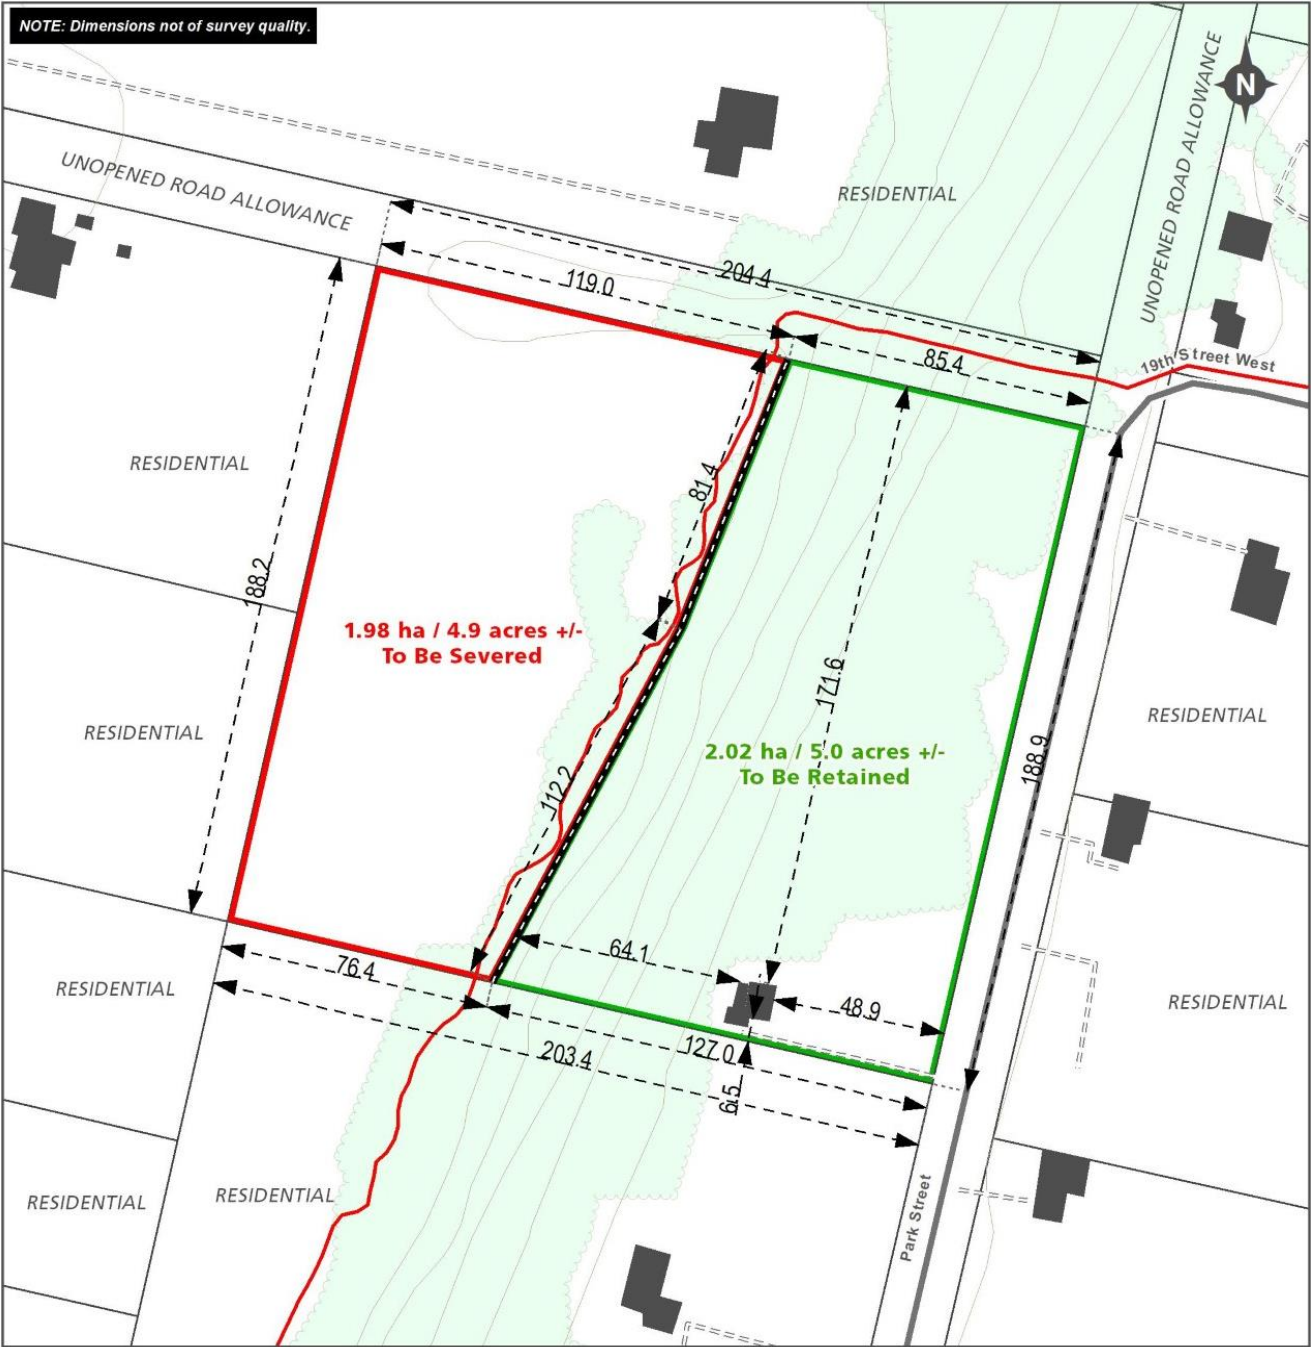 NOTE: Dimensions not of survey quality.
N
UNOPENED ROAD ALLOWANCE
UNOPENED ROAD ALLOWANCE
RESIDENTIAL
204.4
119.0
85.4
19th Street West
RESIDENTIAL
81.4
188.2
1.98 ha / 4.9 acres +/-
To Be Severed
171.6
RESIDENTIAL
RESIDENTIAL
2.02 ha / 5.0 acres +/-
To Be Retained
188.9
112.2
64.1
76.4
RESIDENTIAL
48.9
RESIDENTIAL
127.0
203.4
6.5
RESIDENTIAL
RESIDENTIAL
Park Street